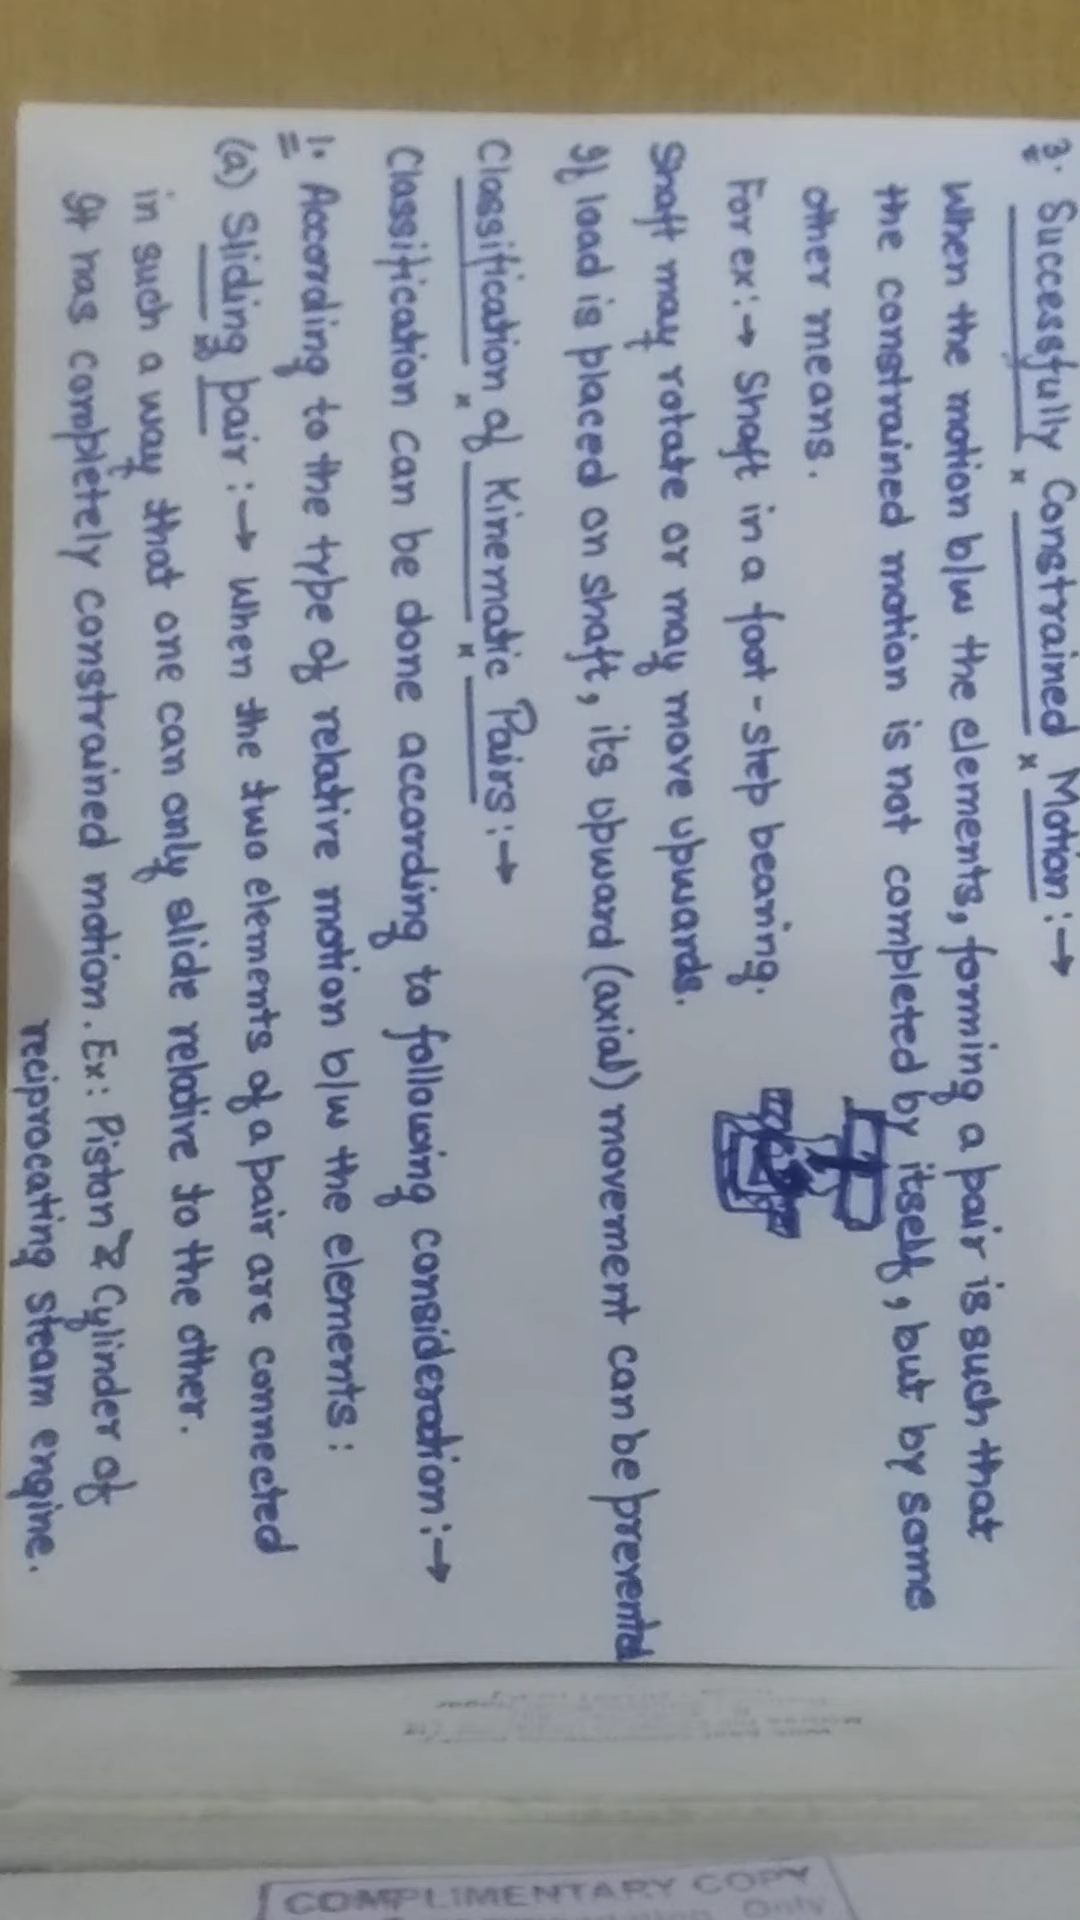 3. Successfully Constrained Motion :→
When the motion b/w the elements, forming a pair is such that
the constrained motion is not completed by itself, but by some
other means.
For ex:→ Shaft in a foot-step bearing.
Shaft may rotate or may move upwards.
If load is placed on shaft, its upward (axial) movement can be prevented
Classification of Kinematic Pairs:→
Classification can be done according to following consideration:→
1. According to the type of relative motion b/w the elements:
(a) Sliding pair:→ When the two elements of a pair are connected
in such a way that one can only slide relative to the other.
It has completely constrained motion. Ex: Piston & Cylinder of
reciprocating steam engine.
COMPLIMENTARY COPY
Only